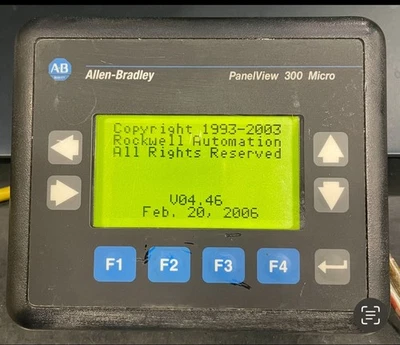 AB
Allen-Bradley
PanelView 300 Micro
Copyright 1993-2003
Rockwell Automation
All Rights Reserved
V04.46
Feb. 20, 2006
F1 F2 F3 F4